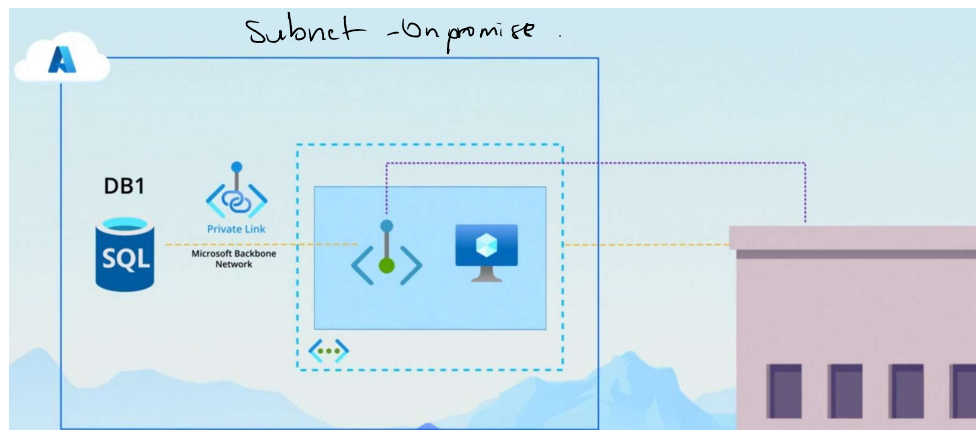 Subnet - On promise.
DB1
SQL
Private Link
Microsoft Backbone
Network